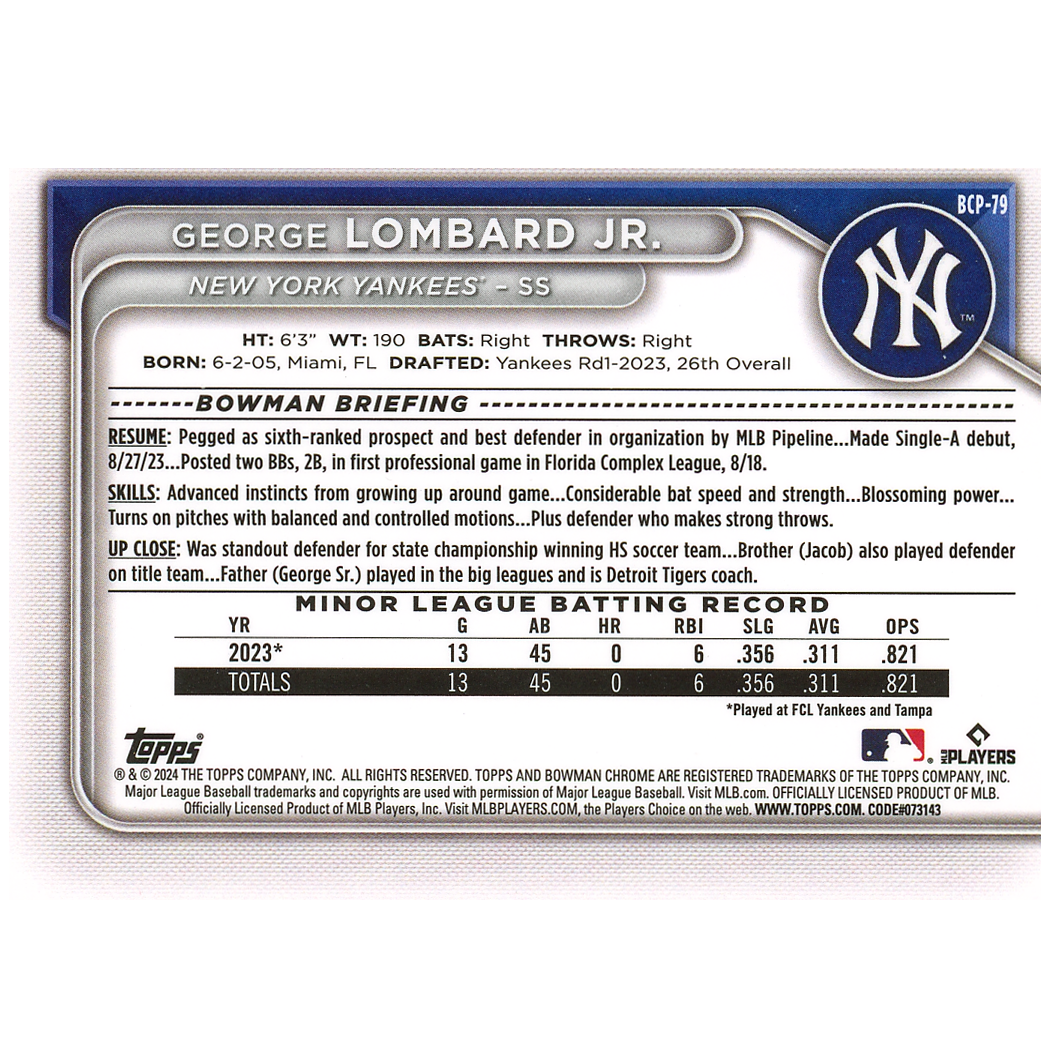 BCP-79
GEORGE LOMBARD JR.
NEW YORK YANKEES® - SS
NY
TM
HT: 6'3" WT: 190 BATS: Right THROWS: Right
BORN: 6-2-05, Miami, FL DRAFTED: Yankees Rd1-2023, 26th Overall
BOWMAN BRIEFING
RESUME: Pegged as sixth-ranked prospect and best defender in organization by MLB Pipeline...Made Single-A debut,
8/27/23...Posted two BBs, 2B, in first professional game in Florida Complex League, 8/18.
SKILLS: Advanced instincts from growing up around game...Considerable bat speed and strength...Blossoming power...
Turns on pitches with balanced and controlled motions...Plus defender who makes strong throws.
UP CLOSE: Was standout defender for state championship winning HS soccer team...Brother (Jacob) also played defender
on title team...Father (George Sr.) played in the big leagues and is Detroit Tigers coach.
MINOR LEAGUE BATTING RECORD
YR G AB HR RBI SLG AVG OPS
2023* 13 45 0 6 .356 .311 .821
TOTALS 13 45 0 6 .356 .311 .821
*Played at FCL Yankees and Tampa
Topps®
® MLB PLAYERS
® & © 2024 THE TOPPS COMPANY, INC. ALL RIGHTS RESERVED. TOPPS AND BOWMAN CHROME ARE REGISTERED TRADEMARKS OF THE TOPPS COMPANY, INC.
Major League Baseball trademarks and copyrights are used with permission of Major League Baseball. Visit MLB.com. OFFICIALLY LICENSED PRODUCT OF MLB.
Officially Licensed Product of MLB Players, Inc. Visit MLBPLAYERS.COM, the Players Choice on the web. WWW.TOPPS.COM. CODE#073143